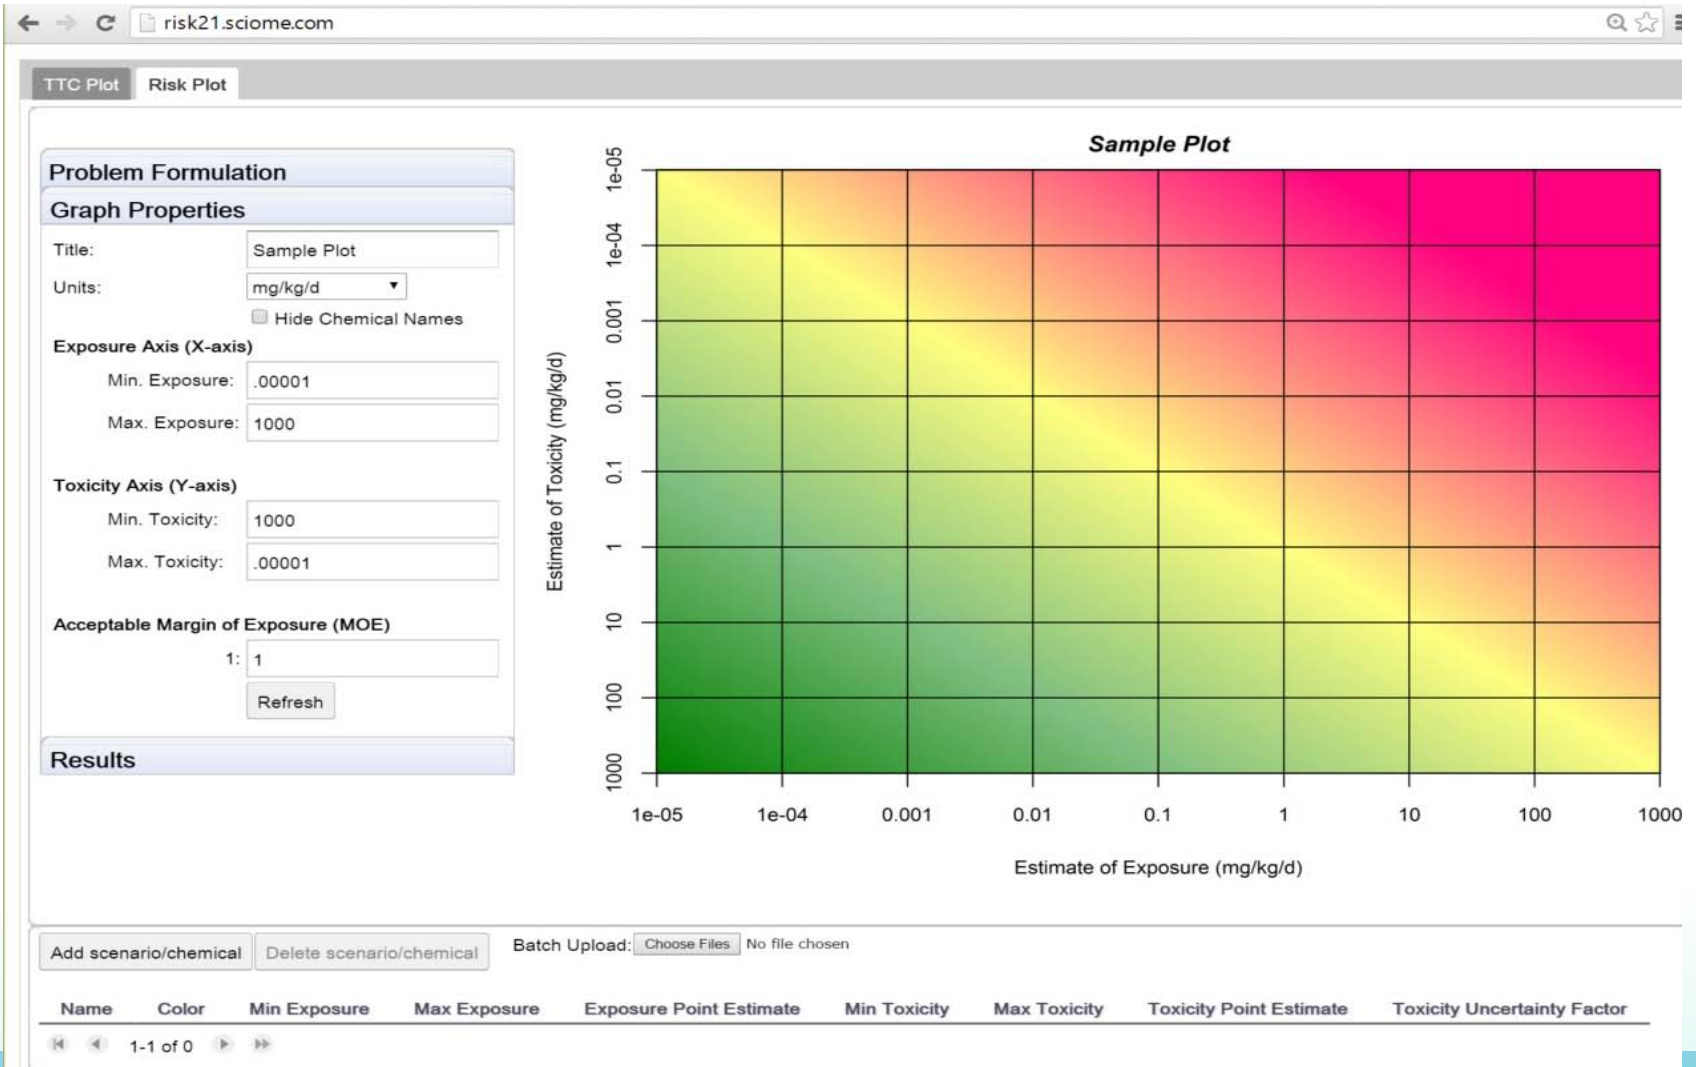 risk21.sciome.com
TTC Plot Risk Plot
Problem Formulation
Graph Properties
Title: Sample Plot
Units: mg/kg/d
Hide Chemical Names
Exposure Axis (X-axis)
Min. Exposure: .00001
Max. Exposure: 1000
Toxicity Axis (Y-axis)
Min. Toxicity: 1000
Max. Toxicity: .00001
Acceptable Margin of Exposure (MOE)
1: 1
Refresh
Results
Sample Plot
Estimate of Toxicity (mg/kg/d)
1e-05
1e-04
0.001
0.01
0.1
1
10
100
1000
1e-05 1e-04 0.001 0.01 0.1 1 10 100 1000
Estimate of Exposure (mg/kg/d)
Add scenario/chemical Delete scenario/chemical Batch Upload: Choose Files No file chosen
Name Color Min Exposure Max Exposure Exposure Point Estimate Min Toxicity Max Toxicity Toxicity Point Estimate Toxicity Uncertainty Factor
1-1 of 0